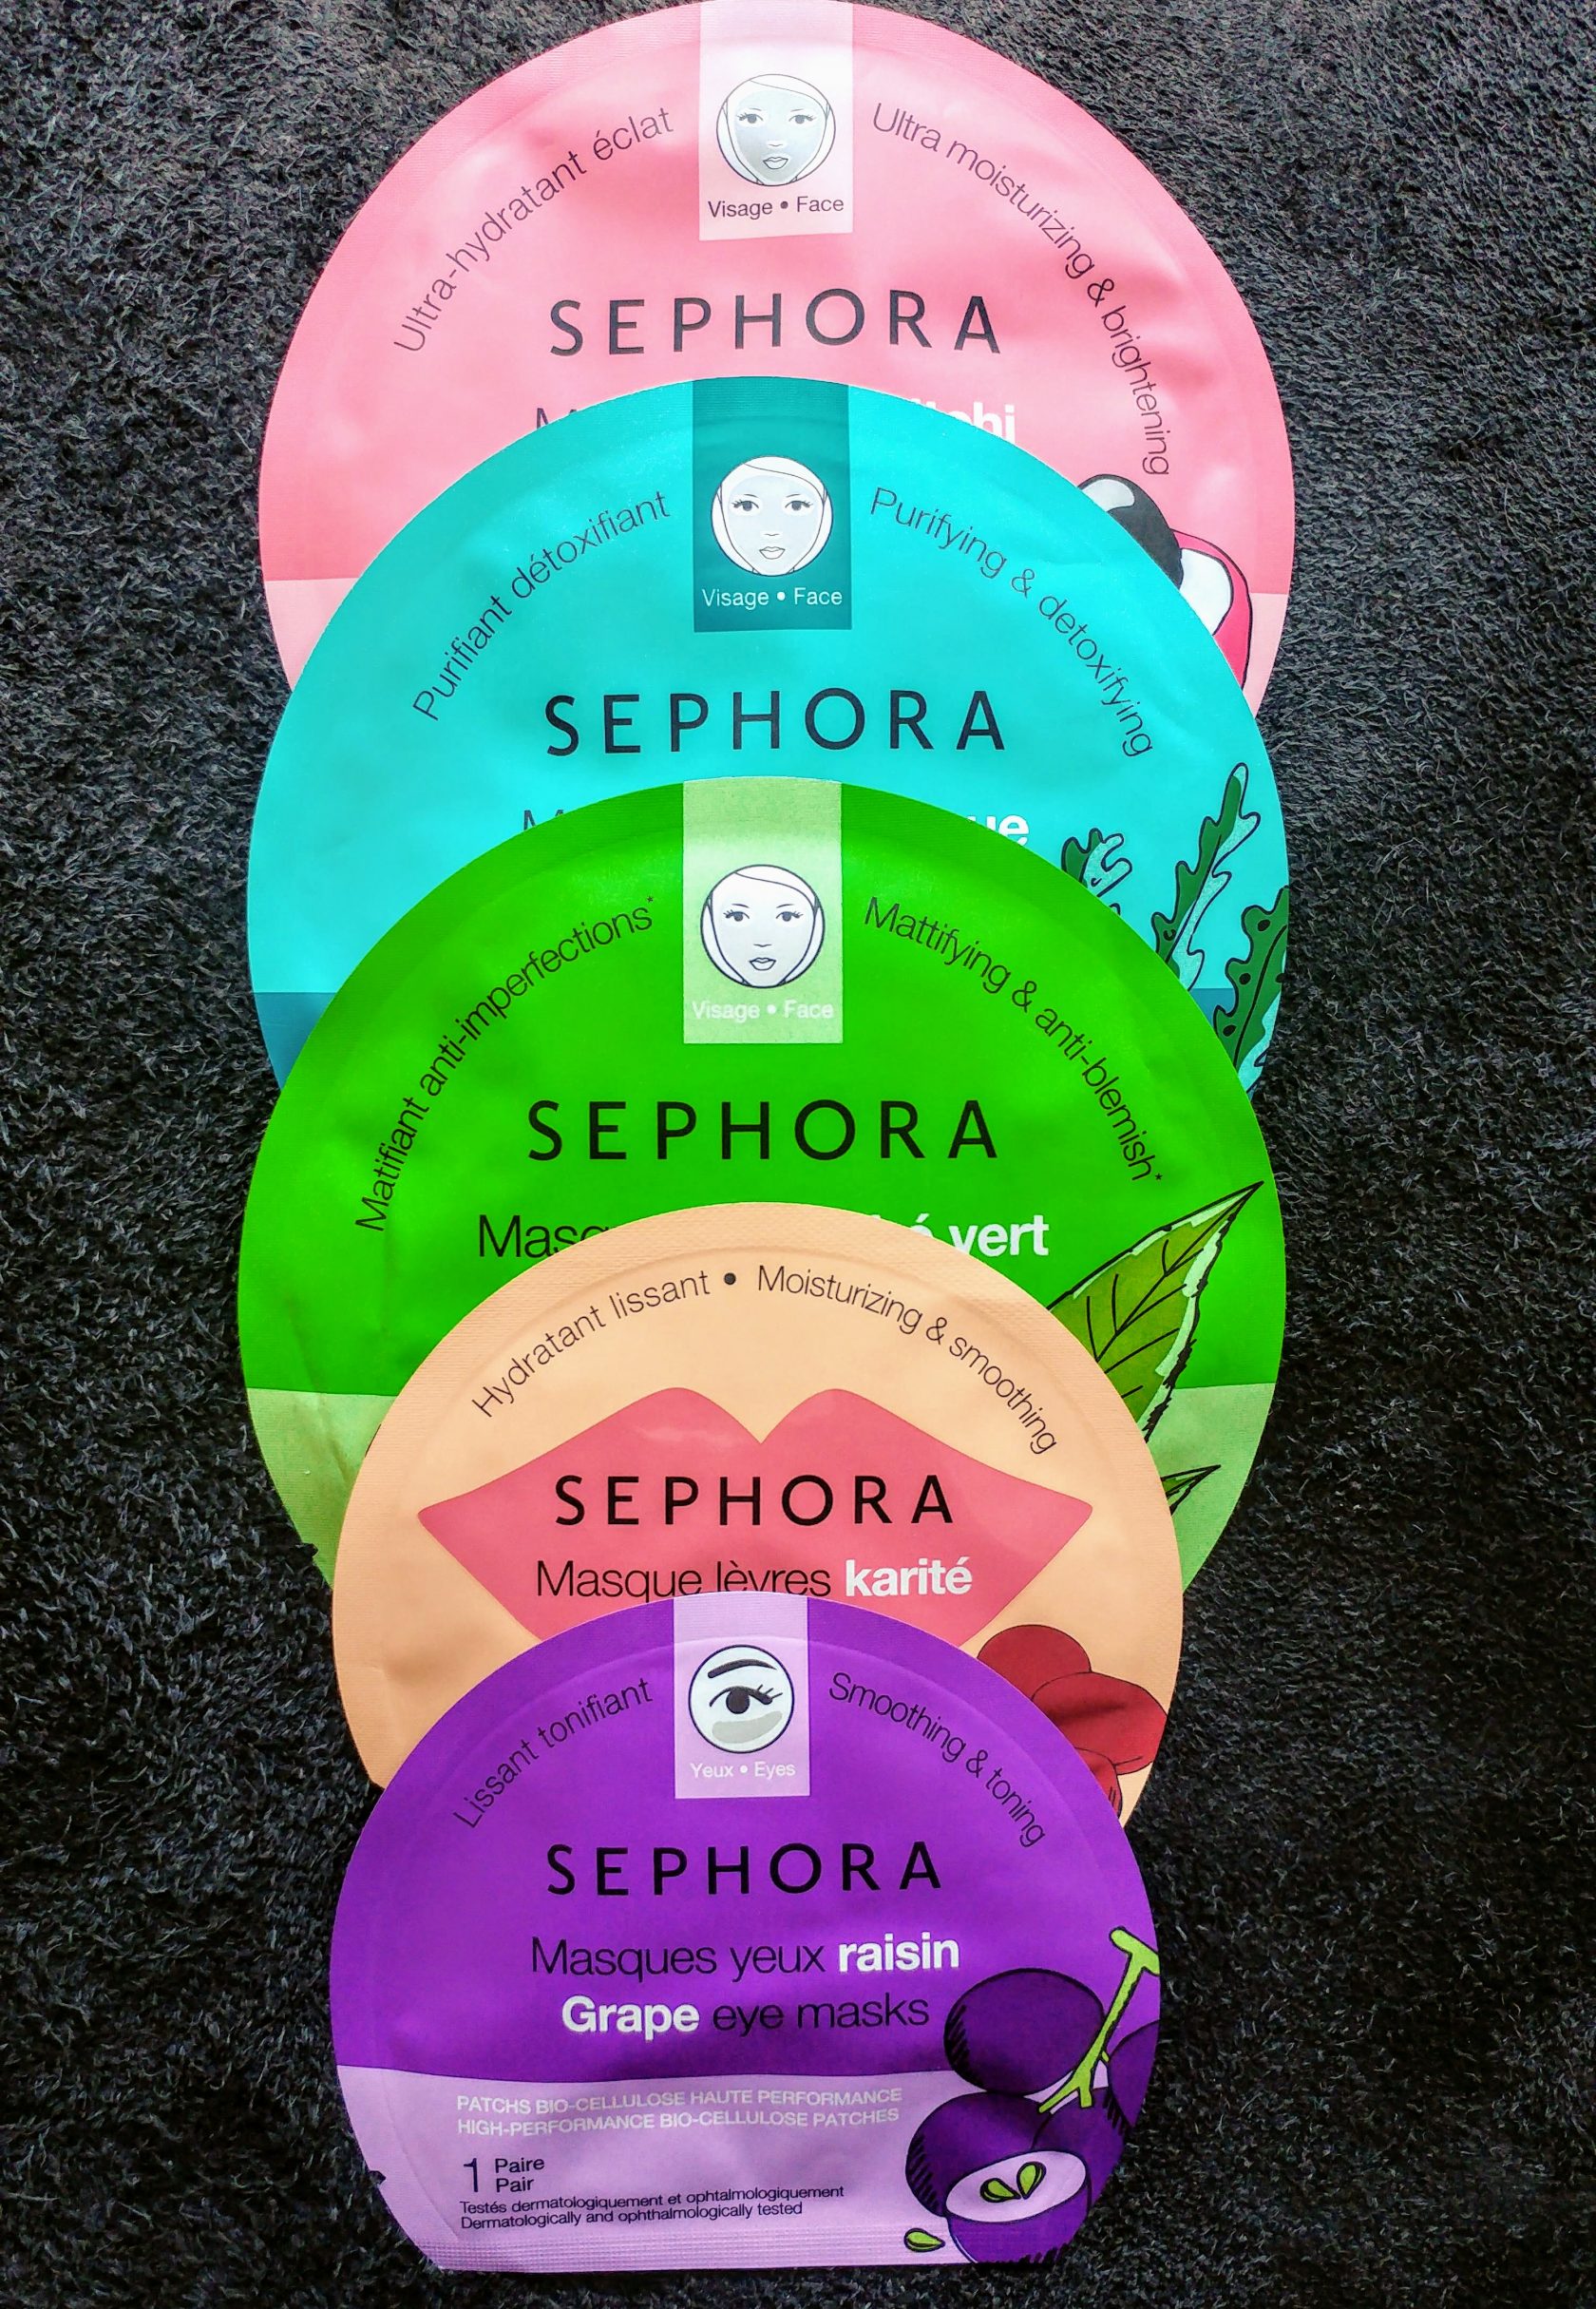 Ultra-hydratant éclat
Visage • Face
Ultra moisturizing & brightening
SEPHORA
Purifiant détoxifiant
Visage • Face
Purifying & detoxifying
SEPHORA
Matifiant anti-imperfections*
Visage • Face
Mattifying & anti-blemish*
SEPHORA
vert
Hydratant lissant • Moisturizing & smoothing
SEPHORA
Masque lèvres karité
Lissant tonifiant
Yeux • Eyes
Smoothing & toning
SEPHORA
Masques yeux raisin
Grape eye masks
PATCHS BIO-CELLULOSE HAUTE PERFORMANCE
HIGH-PERFORMANCE BIO-CELLULOSE PATCHES
1 Paire
Pair
Testés dermatologiquement et ophtalmologiquement
Dermatologically and ophthalmologically tested